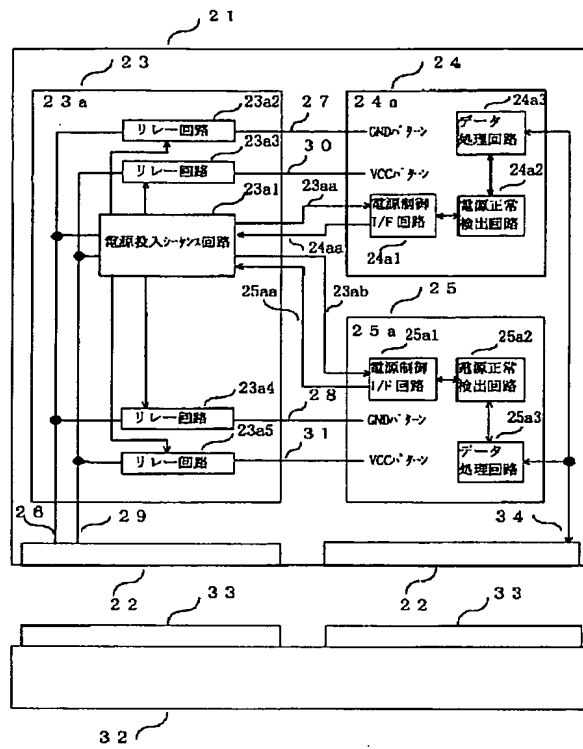 21
23
24
23a
23a2
27
24a
24a3
リレー回路
GNDパターン
データ
処理回路
23a3
30
リレー回路
VCCパターン
24a2
23a1
23aa
電源制御
I/F回路
電源正常
検出回路
電源投入シーケンス回路
24aa
24a1
25aa
23ab
25
25a
25a1
25a2
電源制御
I/F回路
電源正常
検出回路
23a4
28
リレー回路
GNDパターン
25a3
23a5
31
データ
処理回路
リレー回路
VCCパターン
26
29
34
22
22
33
33
32